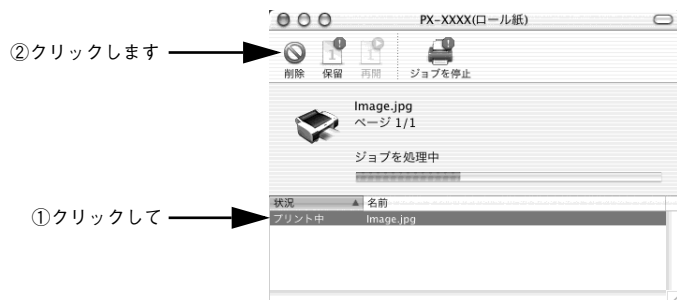 PX-XXXX(ロール紙)
②クリックします
削除 保留 再開 ジョブを停止
Image.jpg
ページ 1/1
ジョブを処理中
状況 名前
①クリックして
プリント中 Image.jpg